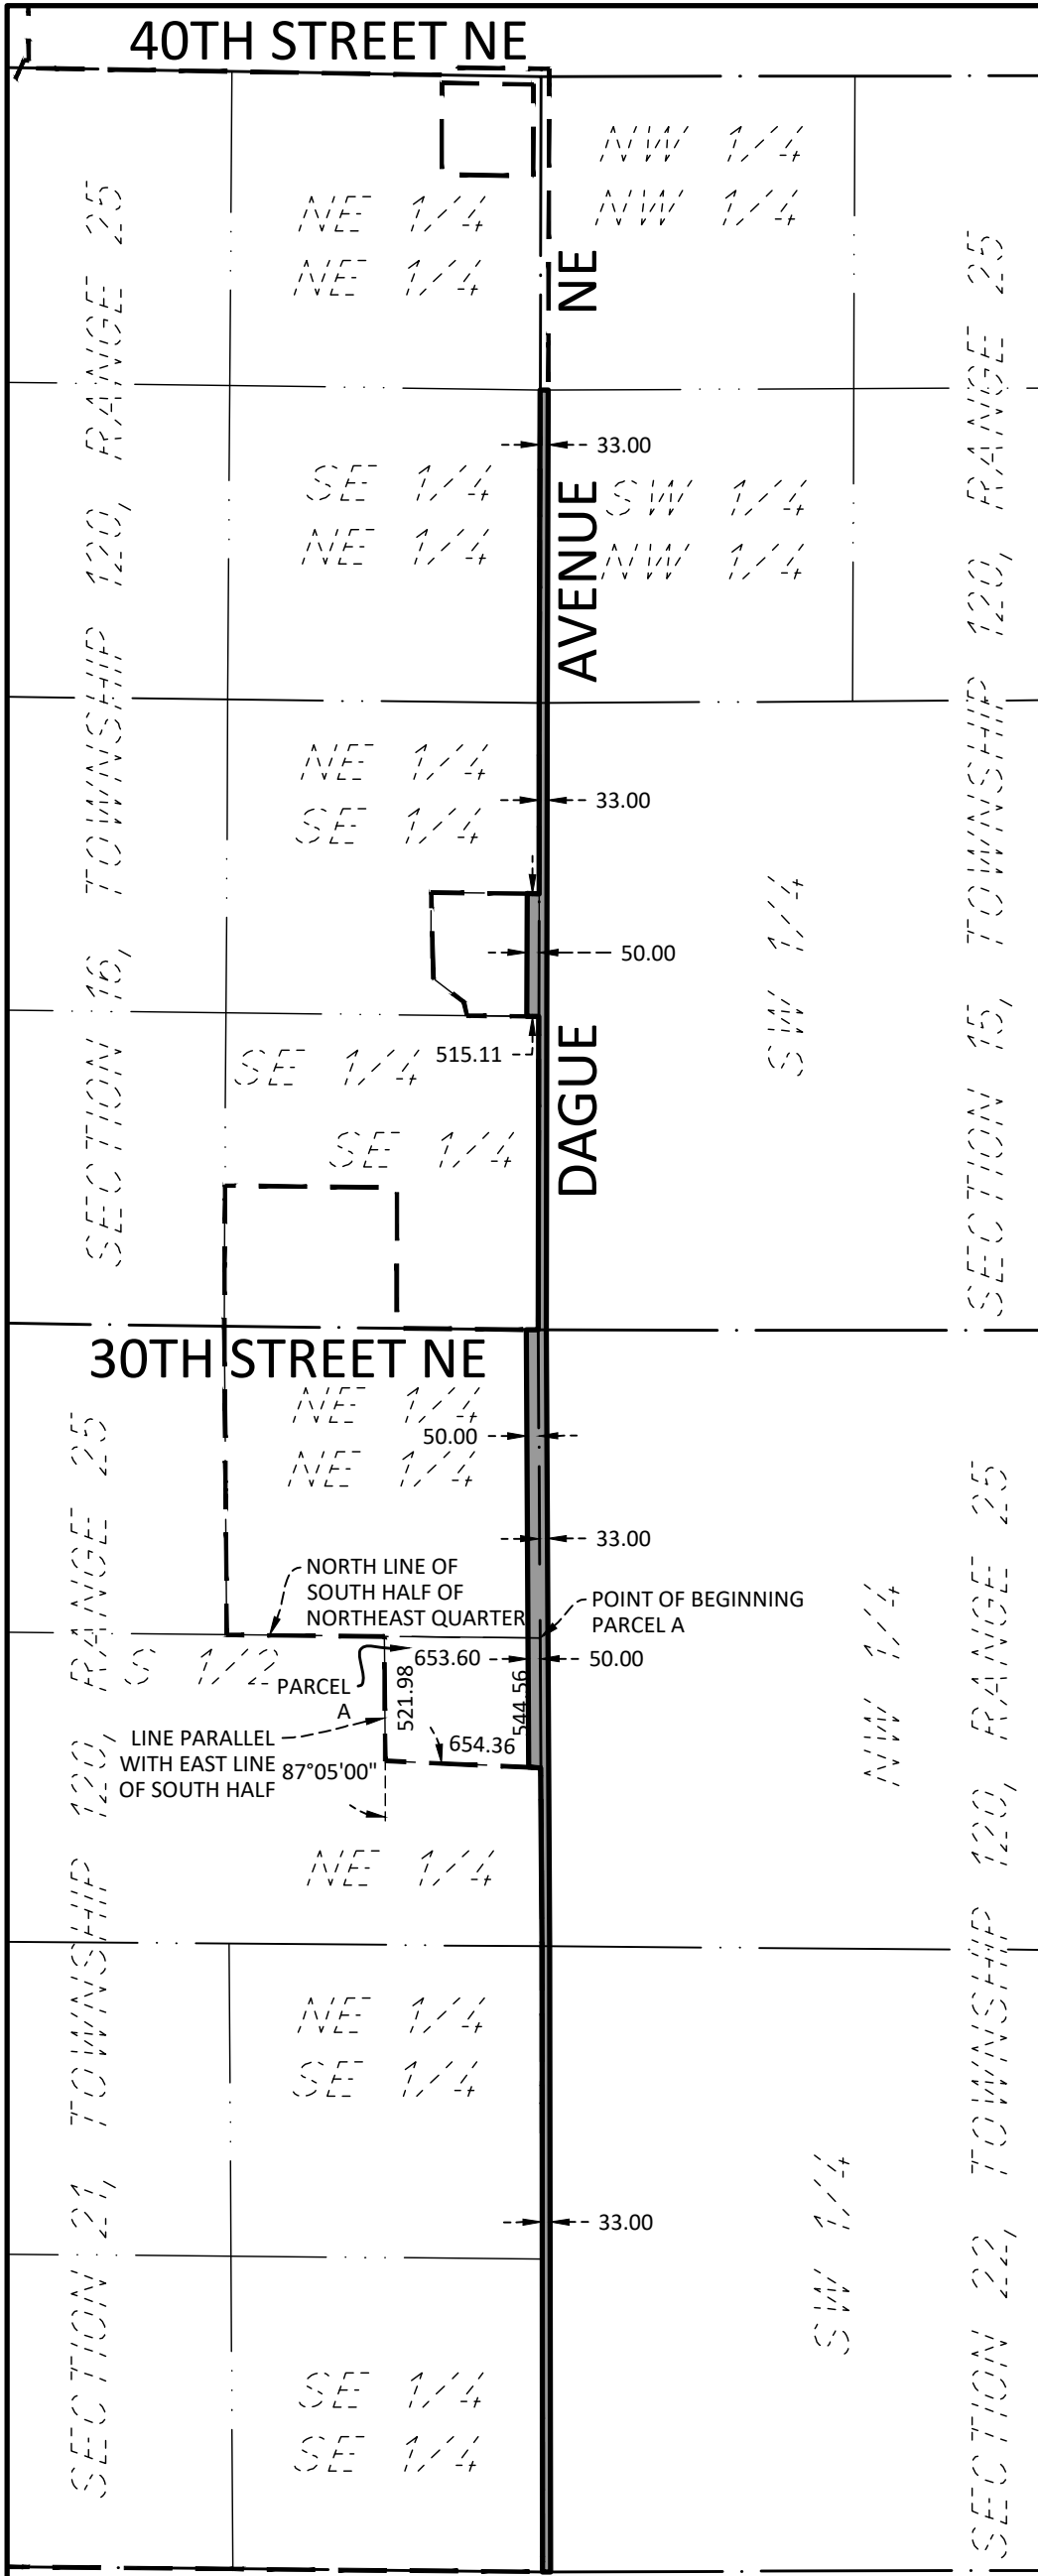 40TH STREET NE
NW 1/4
NW 1/4
NE 1/4
NE 1/4
DAGUE AVENUE NE
SECTION 16, TOWNSHIP 120, RANGE 25
SECTION 15, TOWNSHIP 120, RANGE 25
33.00
SE 1/4
NE 1/4
SW 1/4
NW 1/4
NE 1/4
SE 1/4
33.00
SW 1/4
50.00
515.11
SE 1/4
SE 1/4
30TH STREET NE
NE 1/4
NE 1/4
50.00
33.00
SECTION 21, TOWNSHIP 120, RANGE 25
SECTION 22, TOWNSHIP 120, RANGE 25
NORTH LINE OF
SOUTH HALF OF
NORTHEAST QUARTER
POINT OF BEGINNING
PARCEL A
S 1/2
653.60
50.00
PARCEL
A
521.98
544.56
NW 1/4
LINE PARALLEL
WITH EAST LINE
OF SOUTH HALF
654.36
87°05'00"
NE 1/4
NE 1/4
SE 1/4
33.00
SW 1/4
SE 1/4
SE 1/4